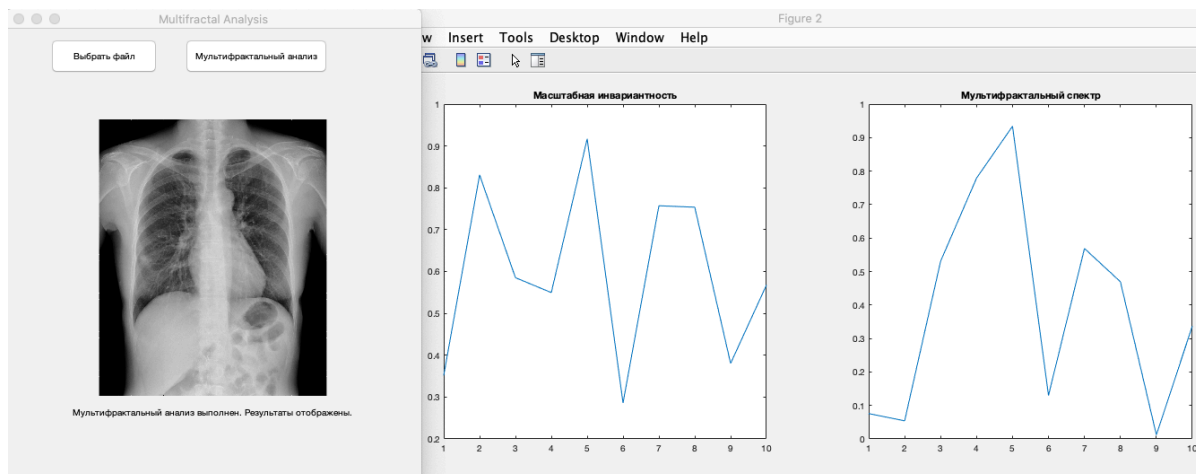 Multifractal Analysis
Выбрать файл
Мультифрактальный анализ
Мультифрактальный анализ выполнен. Результаты отображены.
Figure 2
w Insert Tools Desktop Window Help
Масштабная инвариантность
1
0.9
0.8
0.7
0.6
0.5
0.4
0.3
0.2
1 2 3 4 5 6 7 8 9 10
Мультифрактальный спектр
1
0.9
0.8
0.7
0.6
0.5
0.4
0.3
0.2
0.1
0
1 2 3 4 5 6 7 8 9 10